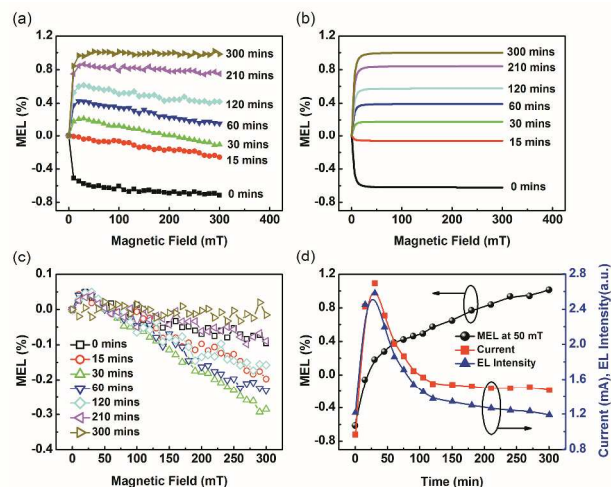 (a)
1.2
0.8
0.4
0.0
-0.4
-0.8
MEL (%)
300 mins
210 mins
120 mins
60 mins
30 mins
15 mins
0 mins
0 100 200 300 400
Magnetic Field (mT)
(b)
1.2
0.8
0.4
0.0
-0.4
-0.8
MEL (%)
300 mins
210 mins
120 mins
60 mins
30 mins
15 mins
0 mins
0 100 200 300 400
Magnetic Field (mT)
(c)
0.1
0.0
-0.1
-0.2
-0.3
-0.4
MEL (%)
0 mins
15 mins
30 mins
60 mins
120 mins
210 mins
300 mins
0 50 100 150 200 250 300
Magnetic Field (mT)
(d)
1.2
0.8
0.4
0.0
-0.4
-0.8
MEL (%)
MEL at 50 mT
Current
EL Intensity
2.8
2.4
2.0
1.6
1.2
0.8
Current (mA), EL Intensity(a.u.)
0 50 100 150 200 250 300
Time (min)